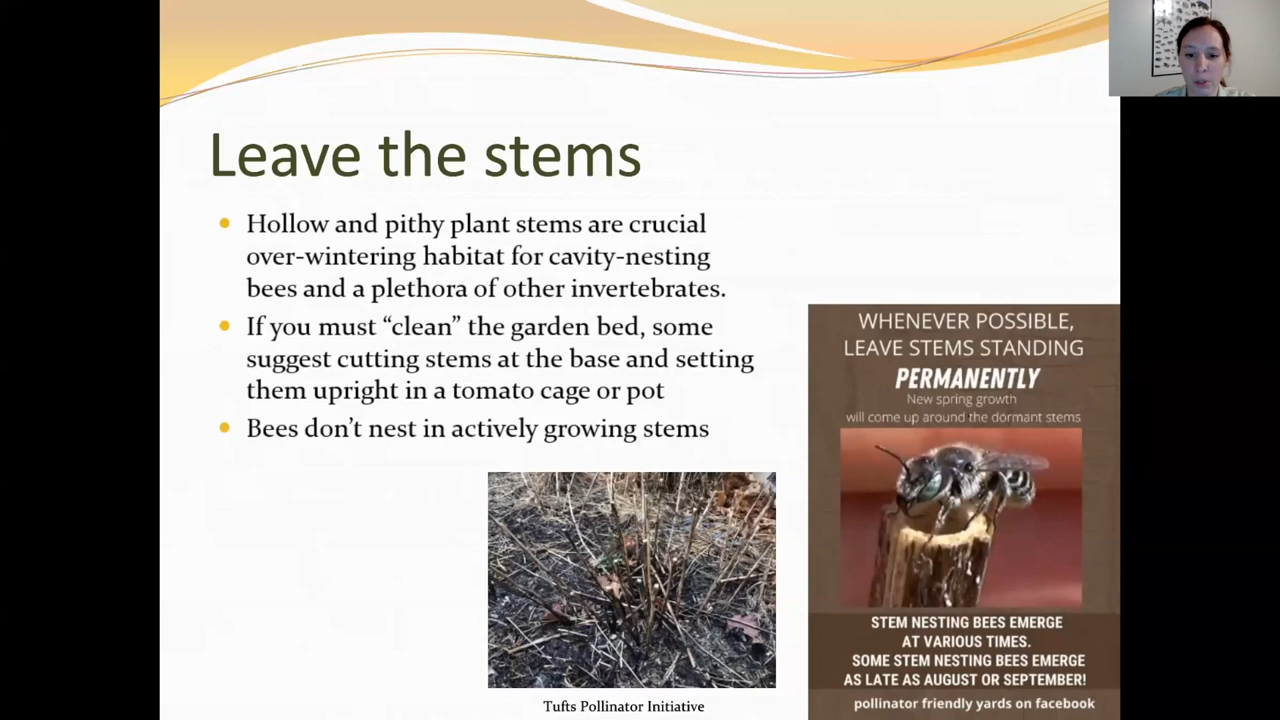 Leave the stems
Hollow and pithy plant stems are crucial
over-wintering habitat for cavity-nesting
bees and a plethora of other invertebrates.
If you must “clean” the garden bed, some
suggest cutting stems at the base and setting
them upright in a tomato cage or pot
Bees don’t nest in actively growing stems
Tufts Pollinator Initiative
WHENEVER POSSIBLE,
LEAVE STEMS STANDING
PERMANENTLY
New spring growth
will come up around the dormant stems
STEM NESTING BEES EMERGE
AT VARIOUS TIMES.
SOME STEM NESTING BEES EMERGE
AS LATE AS AUGUST OR SEPTEMBER!
pollinator friendly yards on facebook